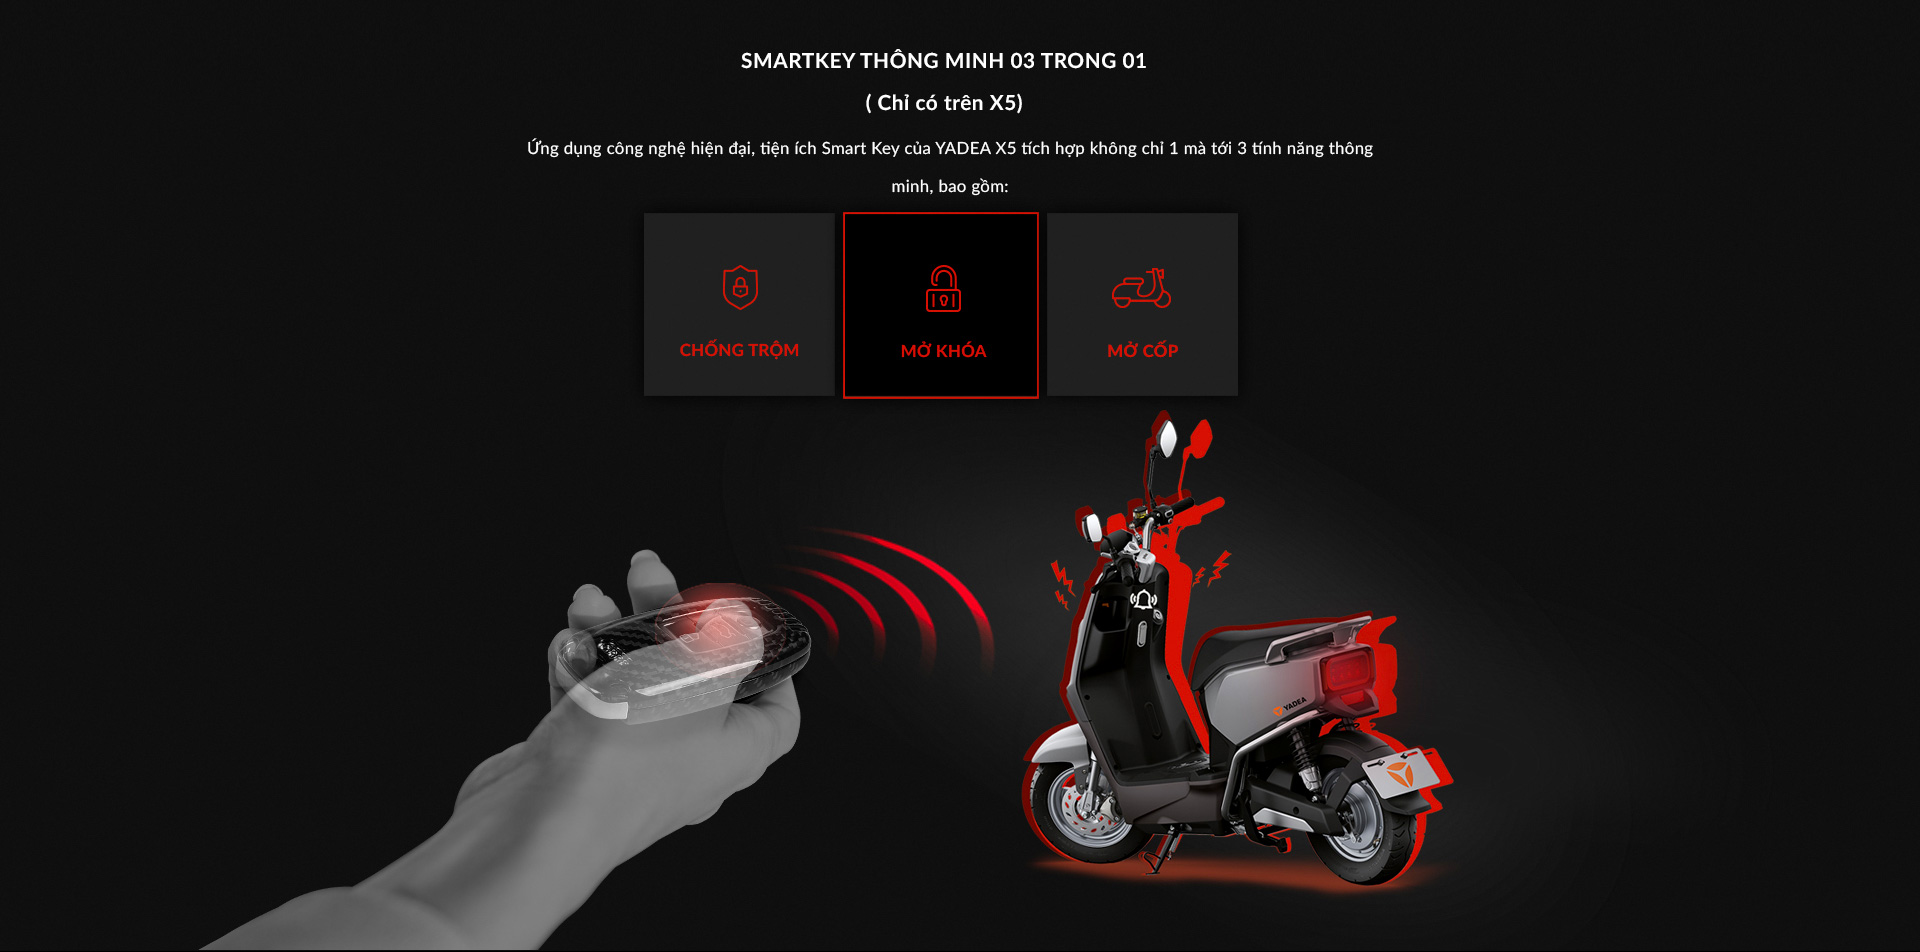 SMARTKEY THÔNG MINH 03 TRONG 01
( Chỉ có trên X5)
Ứng dụng công nghệ hiện đại, tiện ích Smart Key của YADEA X5 tích hợp không chỉ 1 mà tới 3 tính năng thông
minh, bao gồm:
CHỐNG TRỘM
MỞ KHÓA
MỞ CỐP
YADEA